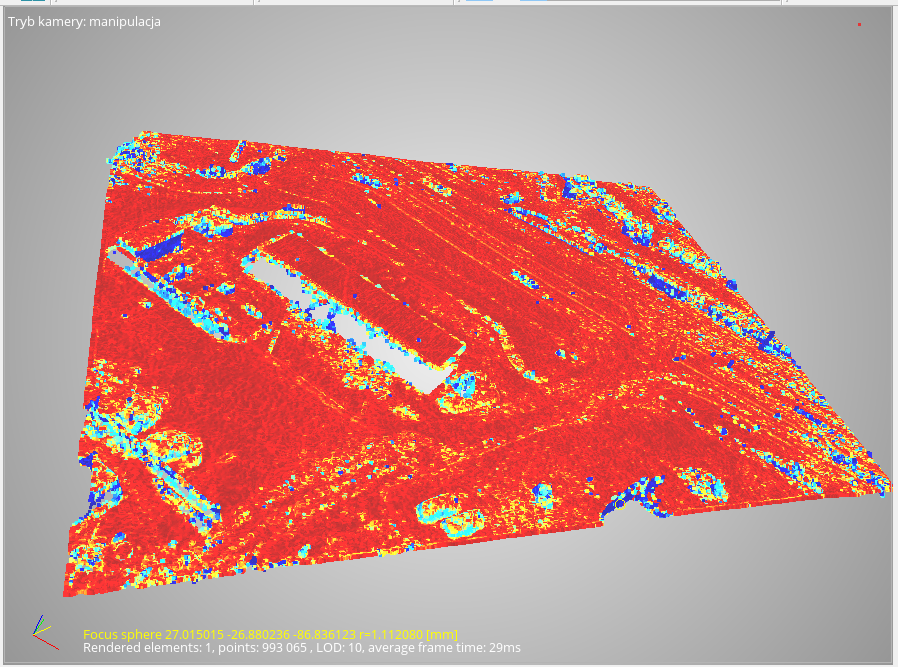 Tryb kamery: manipulacja
Focus sphere 27.015015 -26.880236 -86.836123 r=1.112080 [mm]
Rendered elements: 1, points: 993 065 , LOD: 10, average frame time: 29ms